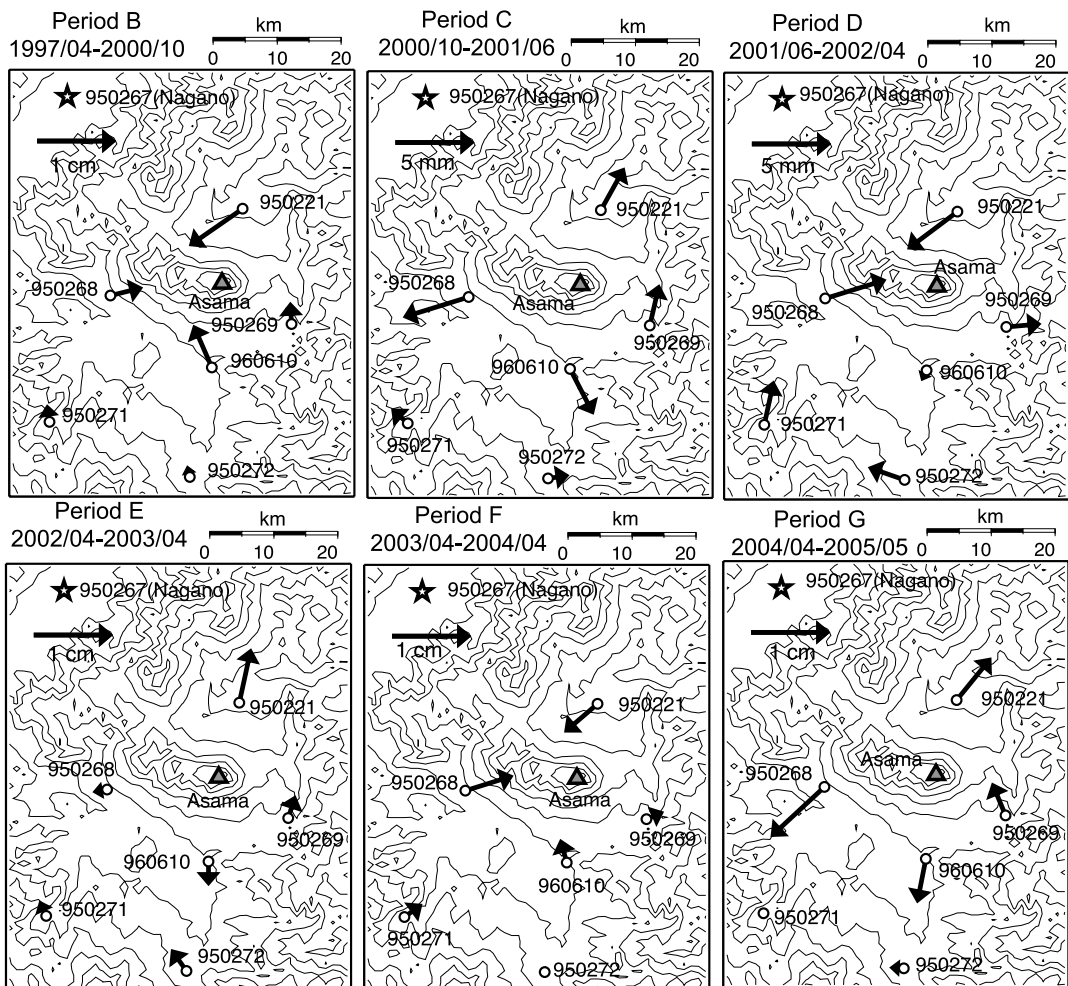 Period B
1997/04-2000/10
km
0 10 20
950267(Nagano)
1 cm
950221
950268
Asama
950269
960610
950271
950272
Period C
2000/10-2001/06
km
0 10 20
950267(Nagano)
5 mm
950221
950268
Asama
950269
960610
950271
950272
Period D
2001/06-2002/04
km
0 10 20
950267(Nagano)
5 mm
950221
Asama
950268
950269
960610
950271
950272
Period E
2002/04-2003/04
km
0 10 20
950267(Nagano)
1 cm
950221
950268
Asama
950269
960610
950271
950272
Period F
2003/04-2004/04
km
0 10 20
950267(Nagano)
1 cm
950221
950268
Asama
950269
960610
950271
950272
Period G
2004/04-2005/05
km
0 10 20
950267(Nagano)
1 cm
950221
Asama
950268
950269
960610
950271
950272